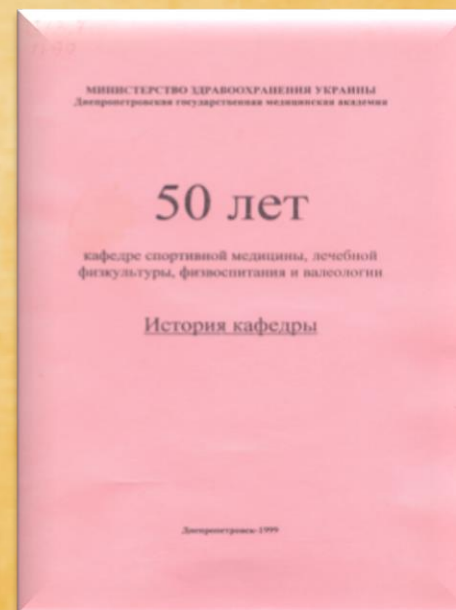 МИНИСТЕРСТВО ЗДРАВООХРАНЕНИЯ УКРАИНЫ
Днепропетровская государственная медицинская академия
50 лет
кафедре спортивной медицины, лечебной
физкультуры, физвоспитания и валеологии
История кафедры
Днепропетровск-1999